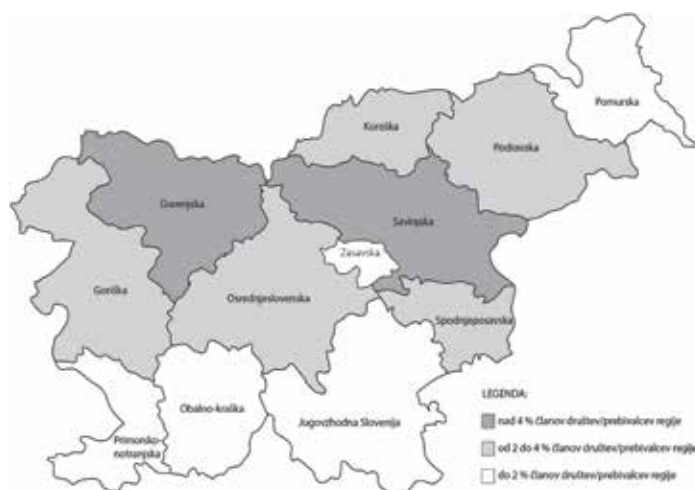 Pomurska
Koroška
Podravska
Gorenjska
Savinjska
Zasavska
Goriška
Osrednjeslovenska
Spodnjeposavska
Obalno-kraška
Jugovzhodna Slovenija
Primorsko-
notranjska
LEGENDA:
nad 4 % članov društev/prebivalcev regije
od 2 do 4 % članov društev/prebivalcev regije
do 2 % članov društev/prebivalcev regije